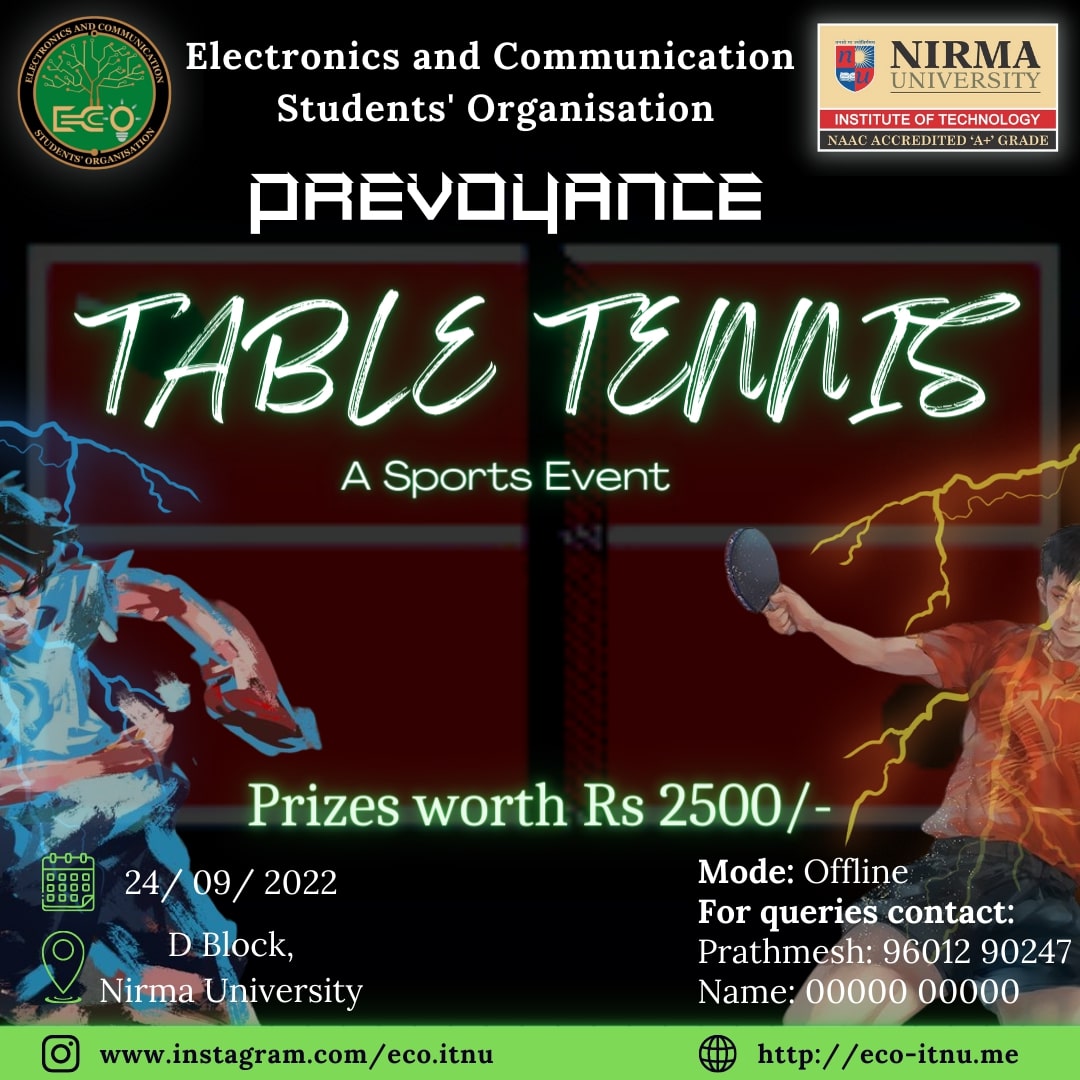 ELECTRONICS AND COMMUNICATION
ECO
STUDENTS' ORGANISATION
Electronics and Communication
Students' Organisation
NIRMA
UNIVERSITY
INSTITUTE OF TECHNOLOGY
NAAC ACCREDITED ‘A+’ GRADE
PREVOYANCE
TABLE TENNIS
A Sports Event
Prizes worth Rs 2500/-
24/ 09/ 2022
D Block,
Nirma University
Mode: Offline
For queries contact:
Prathmesh: 96012 90247
Name: 00000 00000
www.instagram.com/eco.itnu
http://eco-itnu.me